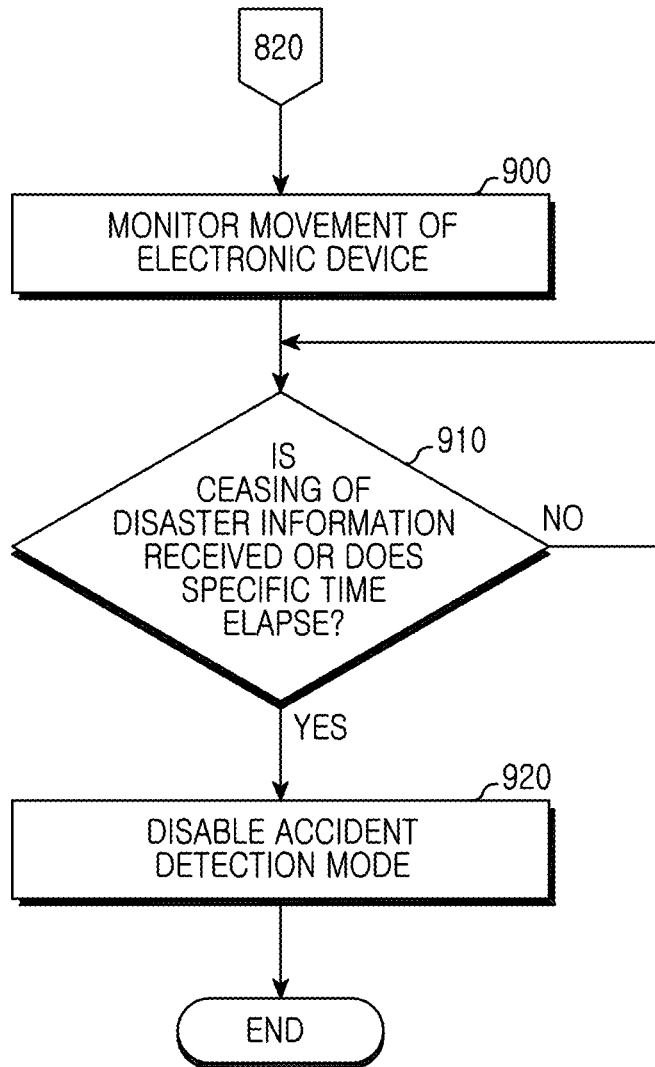 820
900
MONITOR MOVEMENT OF
ELECTRONIC DEVICE
910
IS
CEASING OF
DISASTER INFORMATION
RECEIVED OR DOES
SPECIFIC TIME
ELAPSE?
NO
YES
920
DISABLE ACCIDENT
DETECTION MODE
END